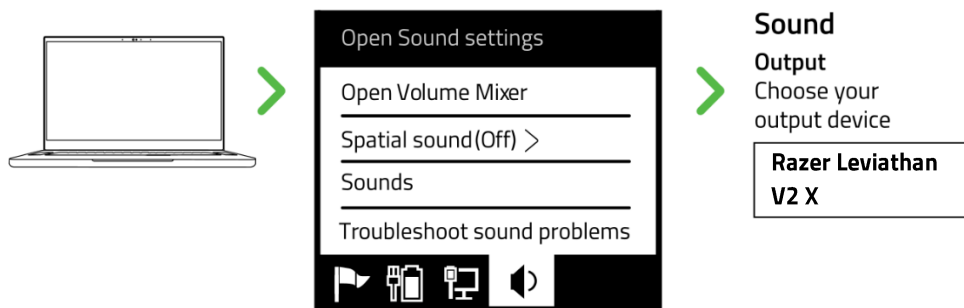 Open Sound settings
Open Volume Mixer
Spatial sound(Off) >
Sounds
Troubleshoot sound problems
Sound
Output
Choose your
output device
Razer Leviathan
V2 X